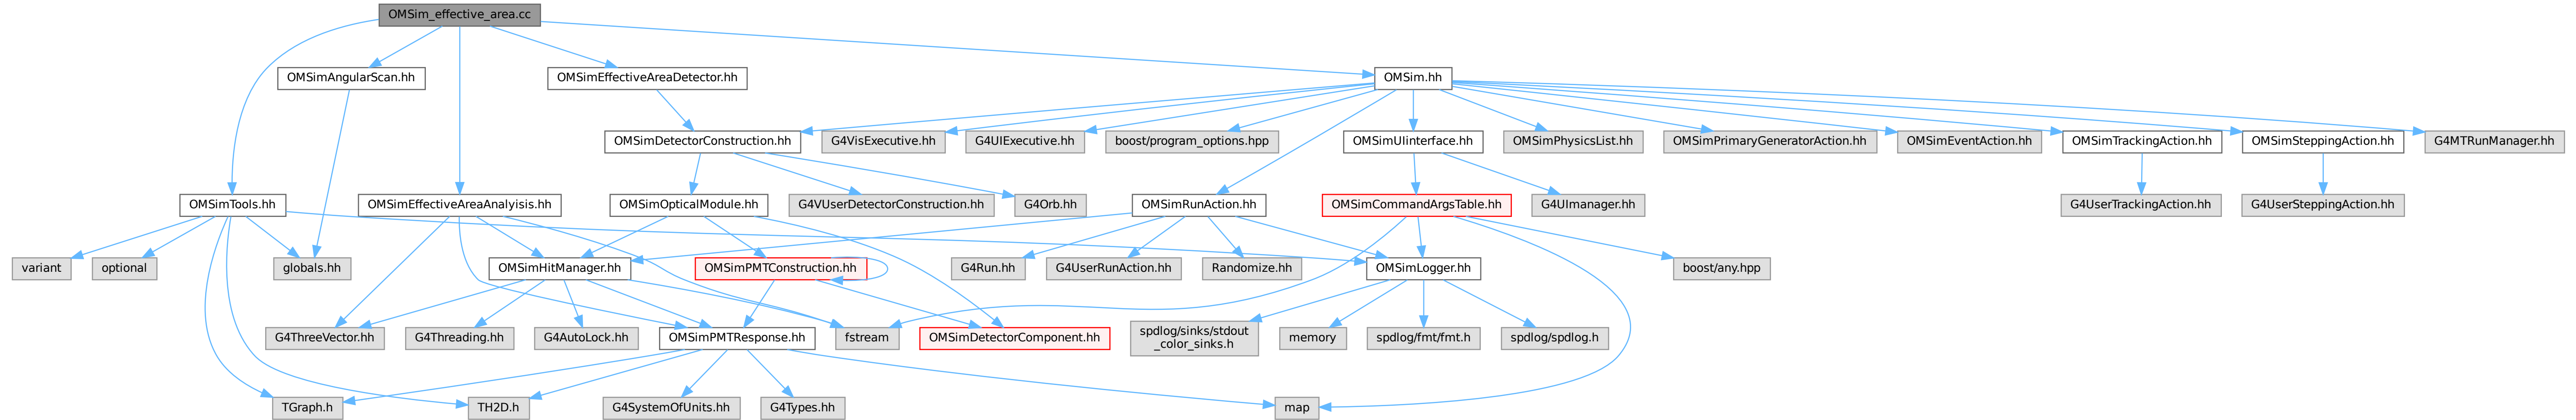 OMSim_effective_area.cc
OMSimAngularScan.hh
OMSimEffectiveAreaDetector.hh
OMSim.hh
OMSimDetectorConstruction.hh
G4VisExecutive.hh
G4UIExecutive.hh
boost/program_options.hpp
OMSimUIinterface.hh
OMSimPhysicsList.hh
OMSimPrimaryGeneratorAction.hh
OMSimEventAction.hh
OMSimTrackingAction.hh
OMSimSteppingAction.hh
G4MTRunManager.hh
OMSimTools.hh
OMSimEffectiveAreaAnalyisis.hh
OMSimOpticalModule.hh
G4VUserDetectorConstruction.hh
G4Orb.hh
OMSimRunAction.hh
OMSimCommandArgsTable.hh
G4UImanager.hh
G4UserTrackingAction.hh
G4UserSteppingAction.hh
variant
optional
globals.hh
OMSimHitManager.hh
OMSimPMTConstruction.hh
G4Run.hh
G4UserRunAction.hh
Randomize.hh
OMSimLogger.hh
boost/any.hpp
G4ThreeVector.hh
G4Threading.hh
G4AutoLock.hh
OMSimPMTResponse.hh
fstream
OMSimDetectorComponent.hh
spdlog/sinks/stdout
_color_sinks.h
memory
spdlog/fmt/fmt.h
spdlog/spdlog.h
TGraph.h
TH2D.h
G4SystemOfUnits.hh
G4Types.hh
map